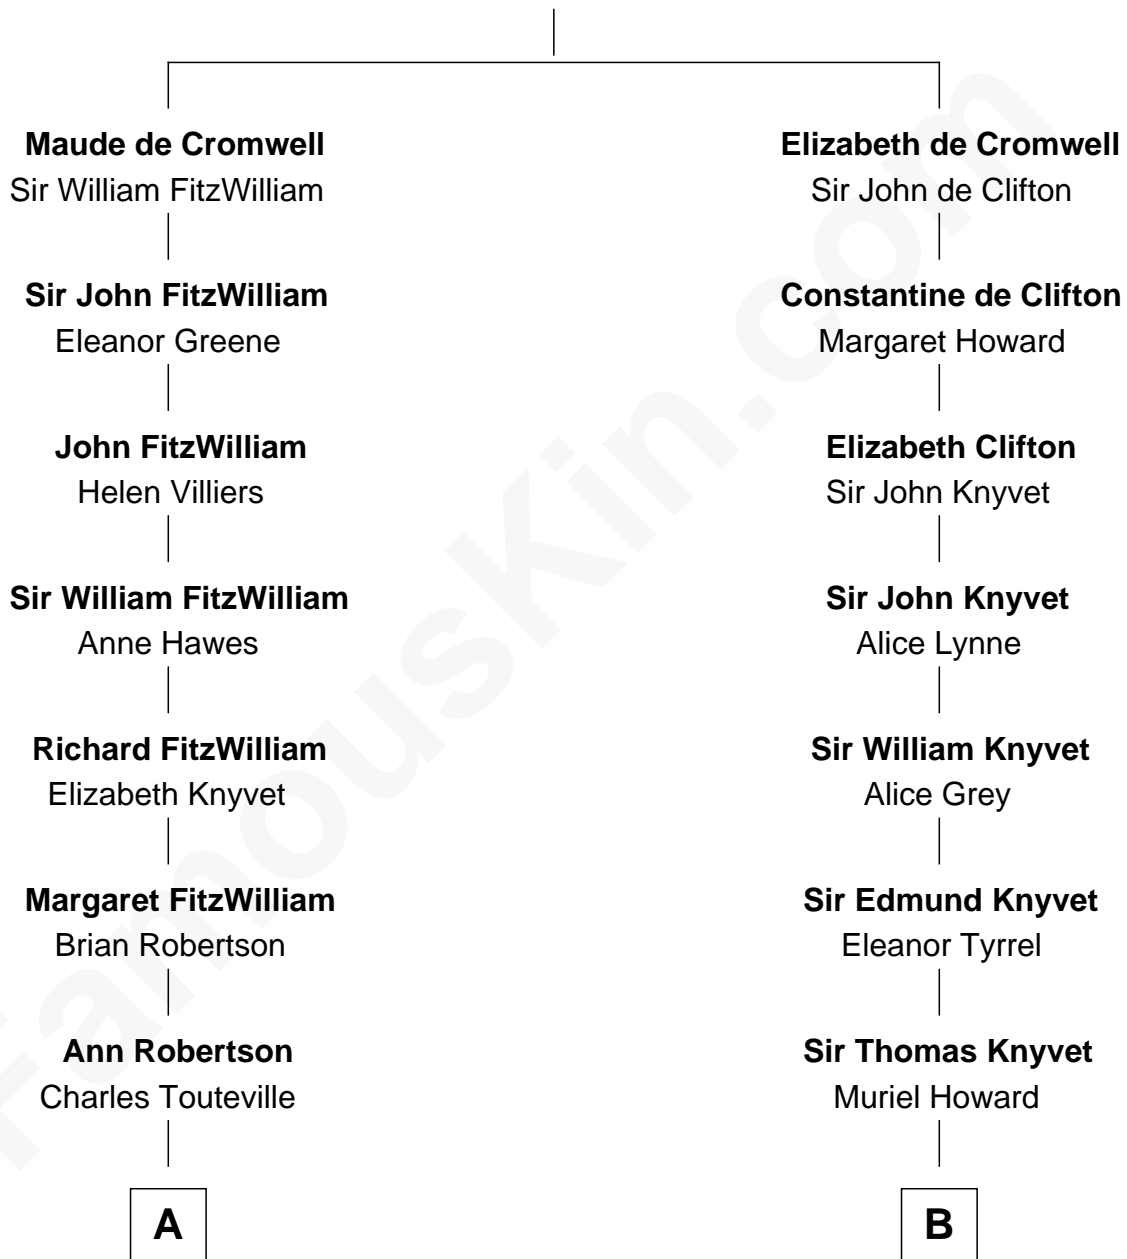 Maude de Cromwell
Sir William FitzWilliam
Elizabeth de Cromwell
Sir John de Clifton
Sir John FitzWilliam
Eleanor Greene
Constantine de Clifton
Margaret Howard
John FitzWilliam
Helen Villiers
Elizabeth Clifton
Sir John Knyvet
Sir William FitzWilliam
Anne Hawes
Sir John Knyvet
Alice Lynne
Richard FitzWilliam
Elizabeth Knyvet
Sir William Knyvet
Alice Grey
Margaret FitzWilliam
Brian Robertson
Sir Edmund Knyvet
Eleanor Tyrrel
Ann Robertson
Charles Touteville
Sir Thomas Knyvet
Muriel Howard
A
B
FamousKin.com